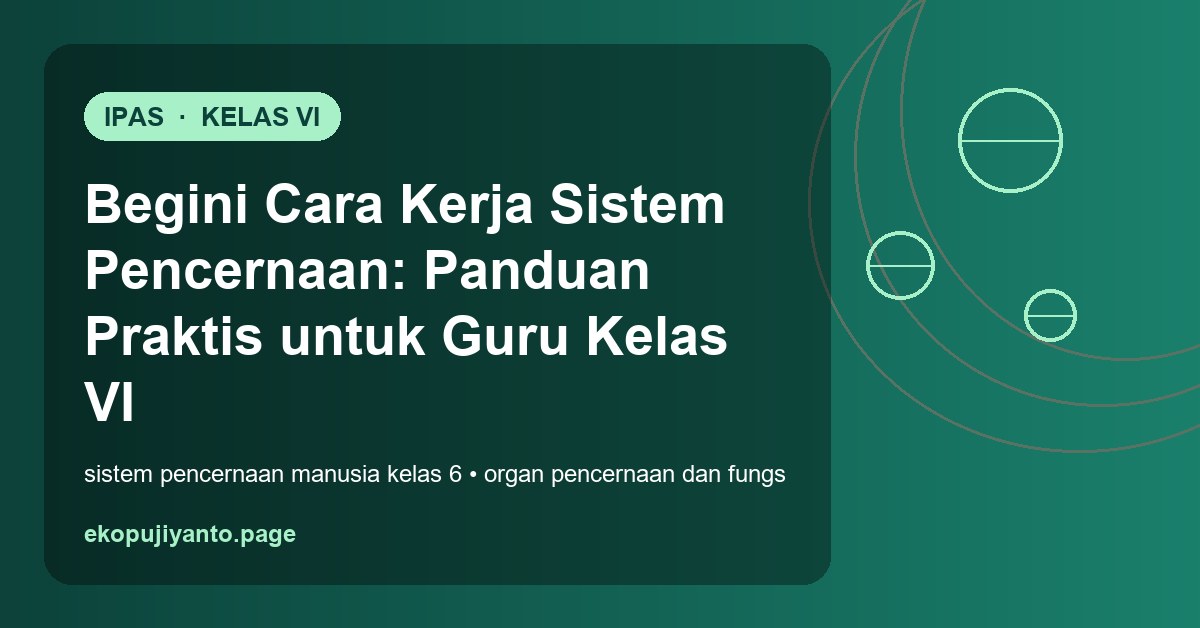 IPAS · KELAS VI
Begini Cara Kerja Sistem
Pencernaan: Panduan
Praktis untuk Guru Kelas
VI
sistem pencernaan manusia kelas 6 • organ pencernaan dan fungs
ekopujiyanto.page